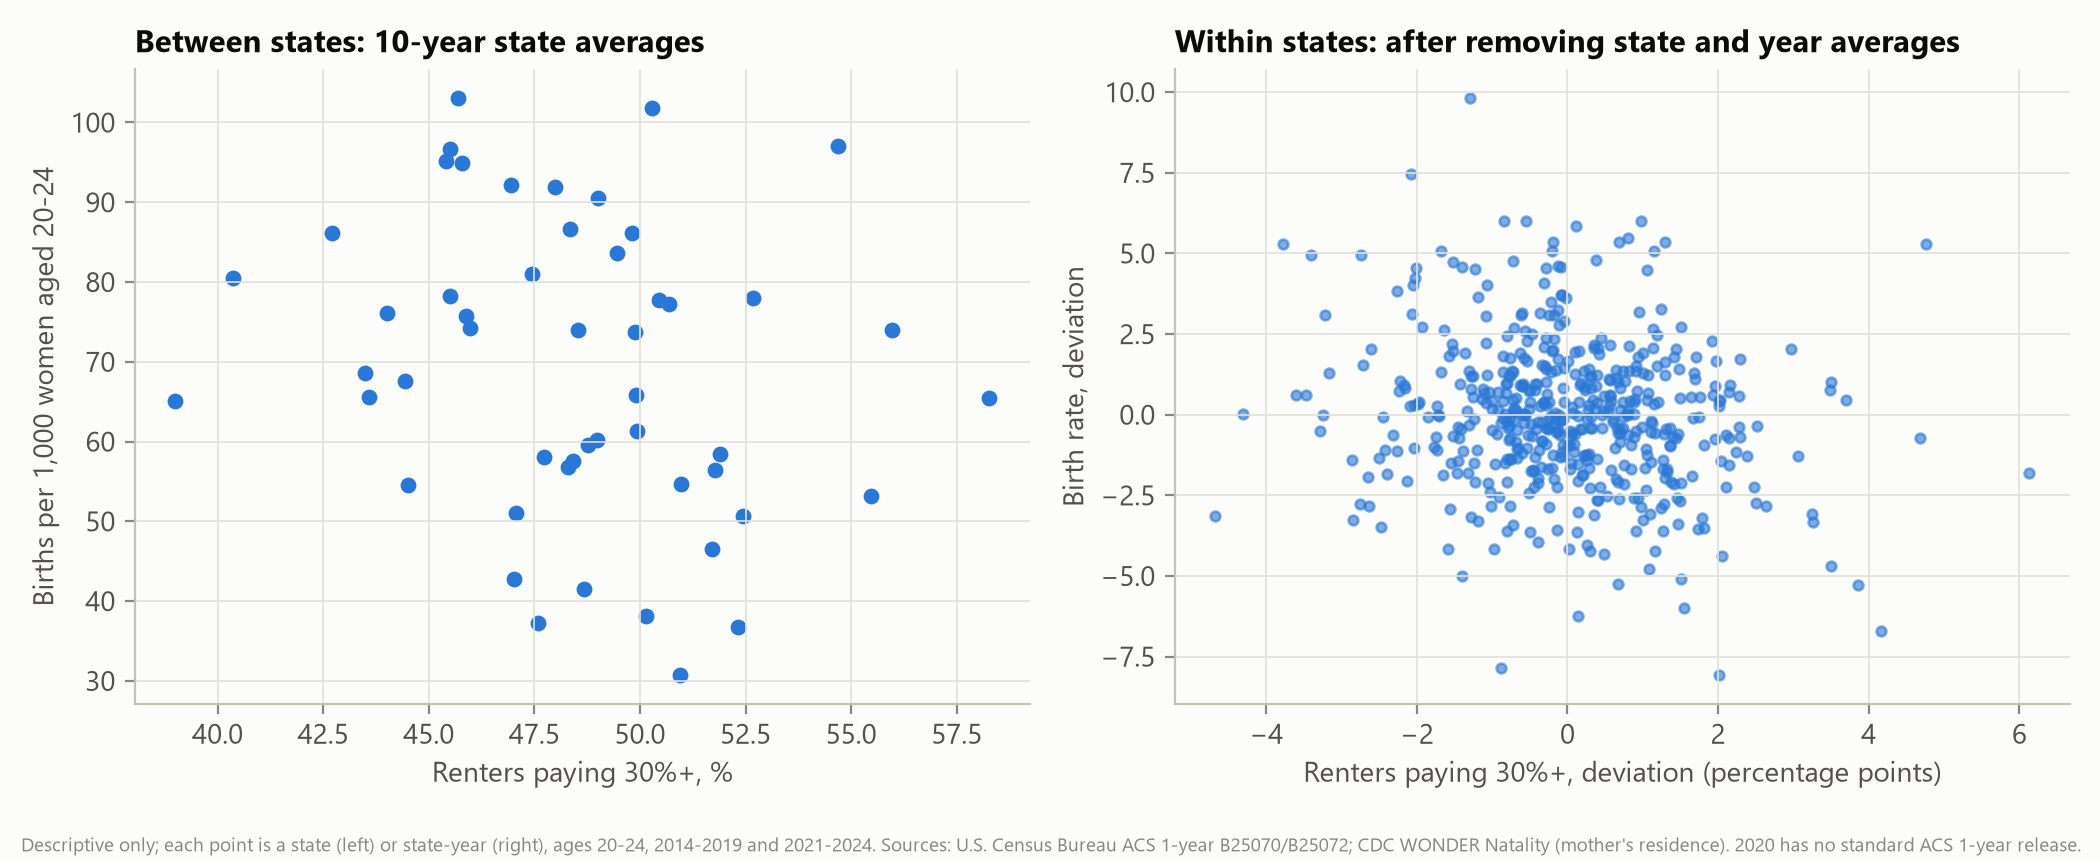 Between states: 10-year state averages
Births per 1,000 women aged 20-24
100
90
80
70
60
50
40
30
40.0 42.5 45.0 47.5 50.0 52.5 55.0 57.5
Renters paying 30%+, %
Within states: after removing state and year averages
Birth rate, deviation
10.0
7.5
5.0
2.5
0.0
−2.5
−5.0
−7.5
−4 −2 0 2 4 6
Renters paying 30%+, deviation (percentage points)
Descriptive only; each point is a state (left) or state-year (right), ages 20-24, 2014-2019 and 2021-2024. Sources: U.S. Census Bureau ACS 1-year B25070/B25072; CDC WONDER Natality (mother's residence). 2020 has no standard ACS 1-year release.